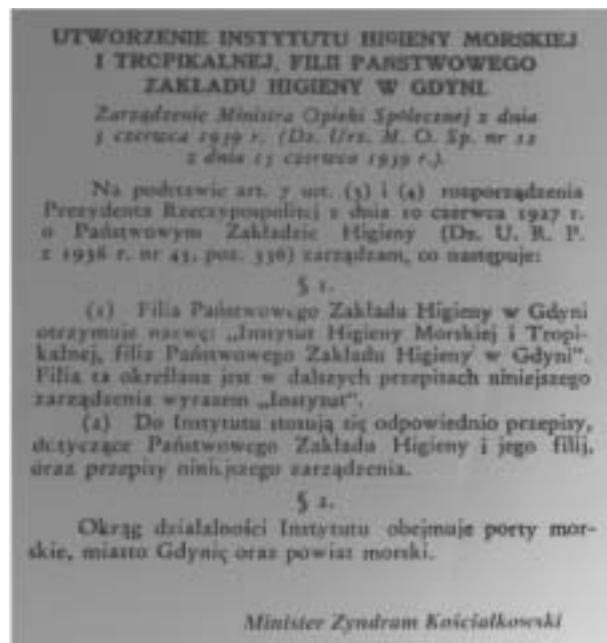 UTWORZENIE INSTYTUTU HIGIENY MORSKIEJ
I TROPIKALNEJ, FILII PAŃSTWOWEGO
ZAKŁADU HIGIENY W GDYNI.
Zarządzenie Ministra Opieki Społecznej z dnia
3 czerwca 1939 r. (Dz. Urz. M. O. Sp. nr 12
z dnia 15 czerwca 1939 r.).
Na podstawie art. 7 ust. (3) i (4) rozporządzenia
Prezydenta Rzeczypospolitej z dnia 10 czerwca 1927 r.
o Państwowym Zakładzie Higieny (Dz. U. R. P.
z 1936 r. nr 43, poz. 336) zarządzam, co następuje:
§ 1.
(1) Filia Państwowego Zakładu Higieny w Gdyni
otrzymuje nazwę: „Instytut Higieny Morskiej i Tropi-
kalnej, filia Państwowego Zakładu Higieny w Gdyni“.
Filia ta określana jest w dalszych przepisach niniejszego
zarządzenia wyrazem „Instytut“.
(2) Do Instytutu stosują się odpowiednio przepisy,
dotyczące Państwowego Zakładu Higieny i jego filij,
oraz przepisy niniejszego zarządzenia.
§ 2.
Okrąg działalności Instytutu obejmuje porty mor-
skie, miasto Gdynię oraz powiat morski.
Minister Zyndram Kościałkowski